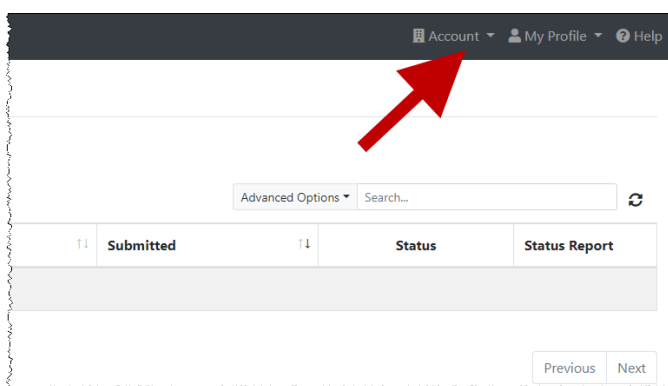 Account My Profile Help
Advanced Options Search...
Submitted Status Status Report
Previous Next